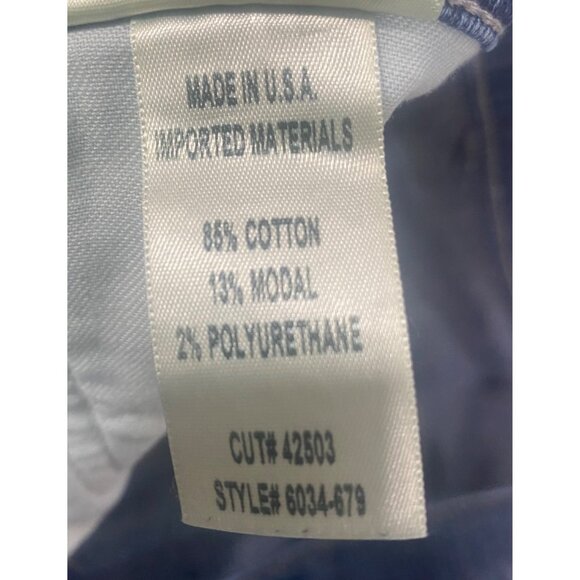 MADE IN U.S.A.
IMPORTED MATERIALS
85% COTTON
13% MODAL
2% POLYURETHANE
CUT# 42503
STYLE# 6034-679